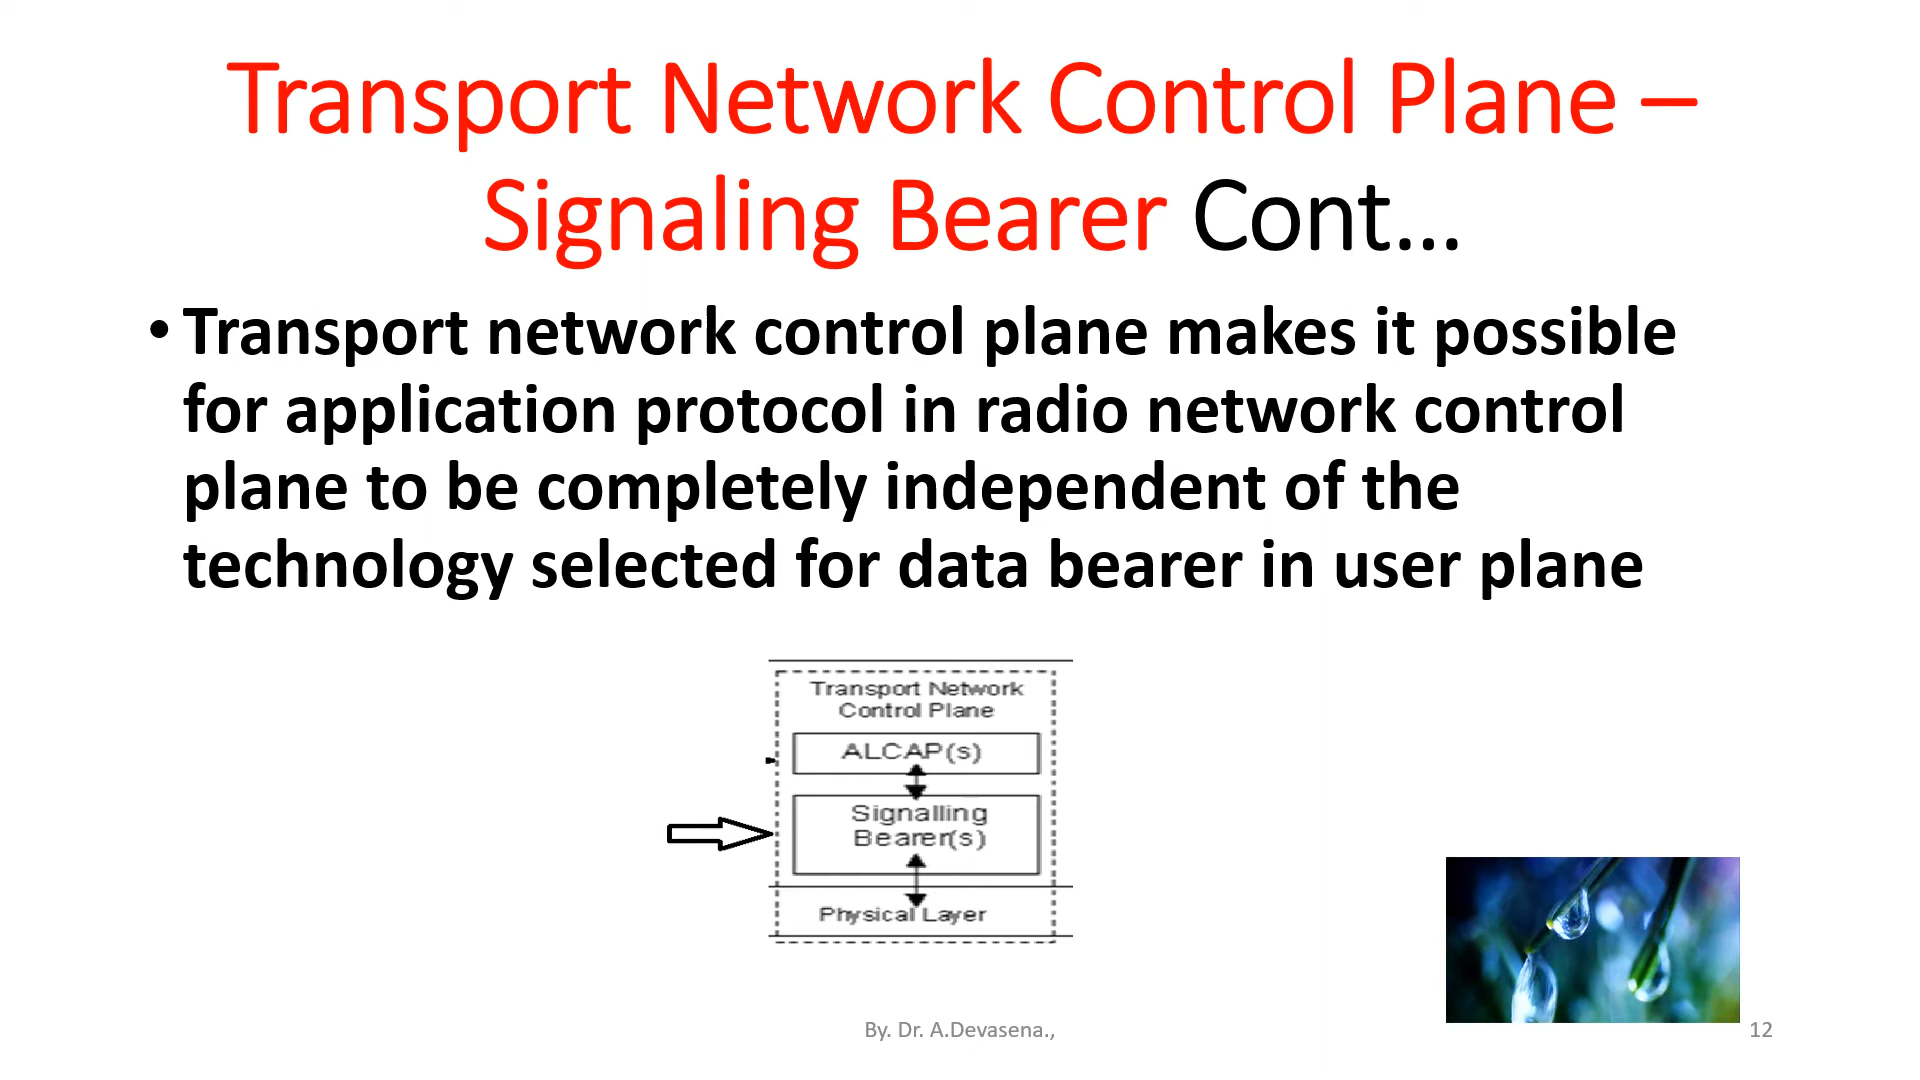 Transport Network Control Plane –
Signaling Bearer Cont...
• Transport network control plane makes it possible
for application protocol in radio network control
plane to be completely independent of the
technology selected for data bearer in user plane
Transport Network
Control Plane
ALCAP(s)
Signalling
Bearer(s)
Physical Layer
By. Dr. A.Devasena.,
12